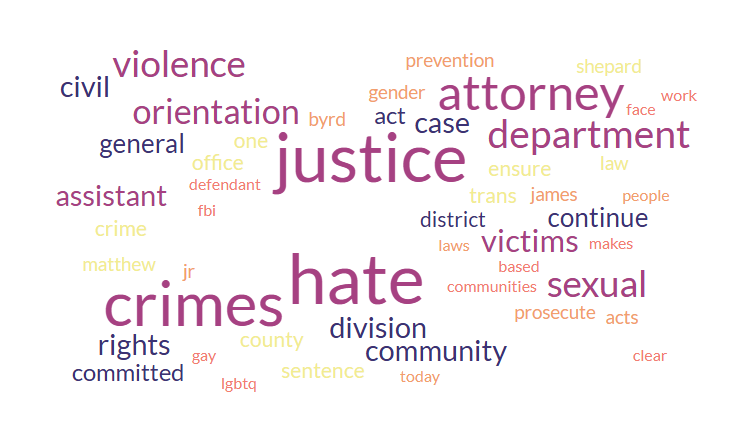 prevention
violence
shepard
civil
attorney
gender
work
orientation
byrd
act
case
face
general
one
justice
department
office
ensure
law
assistant
defendant
trans
james
people
fbi
district
continue
crime
laws
victims
makes
matthew
jr
hate
based
communities
sexual
crimes
prosecute
acts
division
rights
county
community
gay
clear
committed
sentence
today
lgbtq